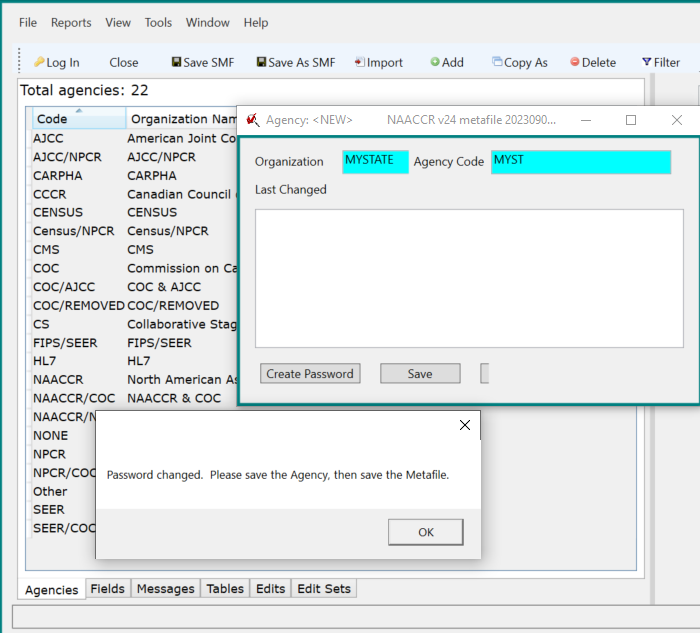 File Reports View Tools Window Help
Log In Close Save SMF Save As SMF Import Add Copy As Delete Filter
Total agencies: 22
Code Organization Nam
AJCC American Joint Co
AJCC/NPCR AJCC/NPCR
CARPHA CARPHA
CCCR Canadian Council
CENSUS CENSUS
Census/NPCR Census/NPCR
CMS CMS
COC Commission on Ca
COC/AJCC COC & AJCC
COC/REMOVED COC/REMOVED
CS Collaborative Stag
FIPS/SEER FIPS/SEER
HL7 HL7
NAACCR North American As
NAACCR/COC NAACCR & COC
NAACCR/N
NONE
NPCR
NPCR/COC
Other
SEER
SEER/COC
Agency: <NEW> NAACCR v24 metafile 2023090...
Organization MYSTATE Agency Code MYST
Last Changed
Create Password Save
Password changed. Please save the Agency, then save the Metafile.
OK
Agencies Fields Messages Tables Edits Edit Sets